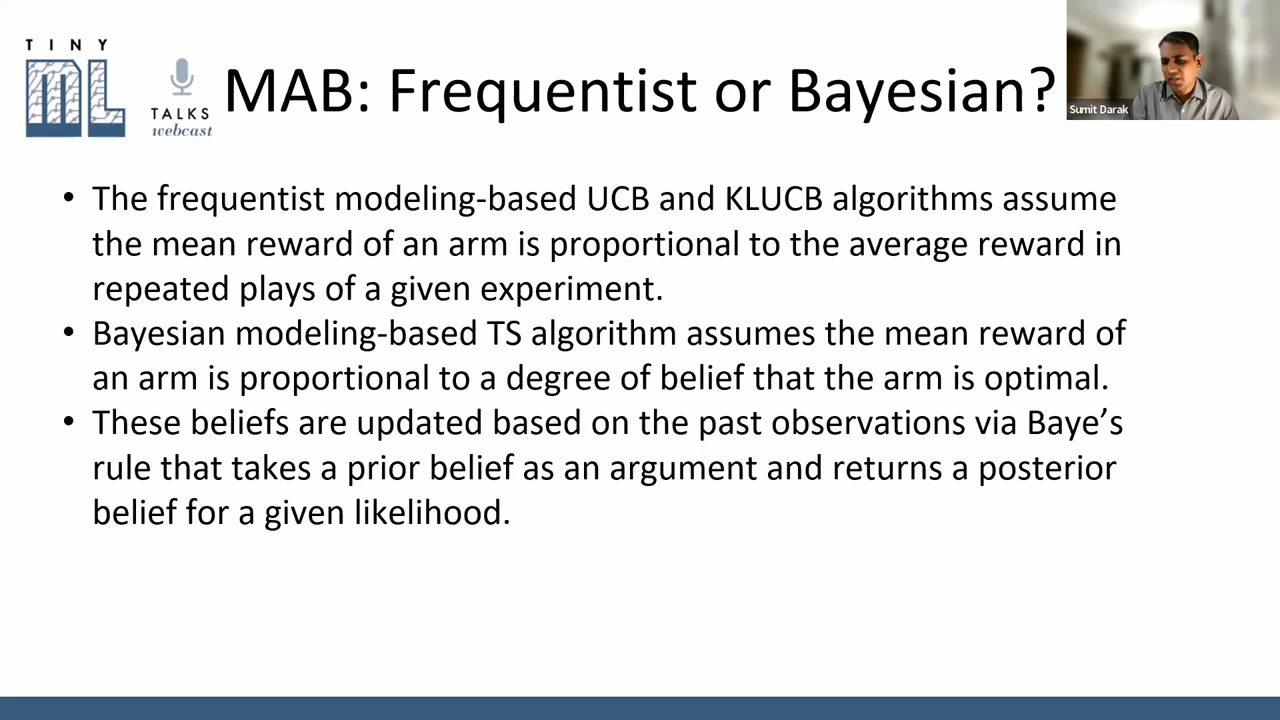 TINY
ML
TALKS
webcast
MAB: Frequentist or Bayesian?
Sumit Darak
• The frequentist modeling-based UCB and KLUCB algorithms assume
the mean reward of an arm is proportional to the average reward in
repeated plays of a given experiment.
• Bayesian modeling-based TS algorithm assumes the mean reward of
an arm is proportional to a degree of belief that the arm is optimal.
• These beliefs are updated based on the past observations via Baye’s
rule that takes a prior belief as an argument and returns a posterior
belief for a given likelihood.